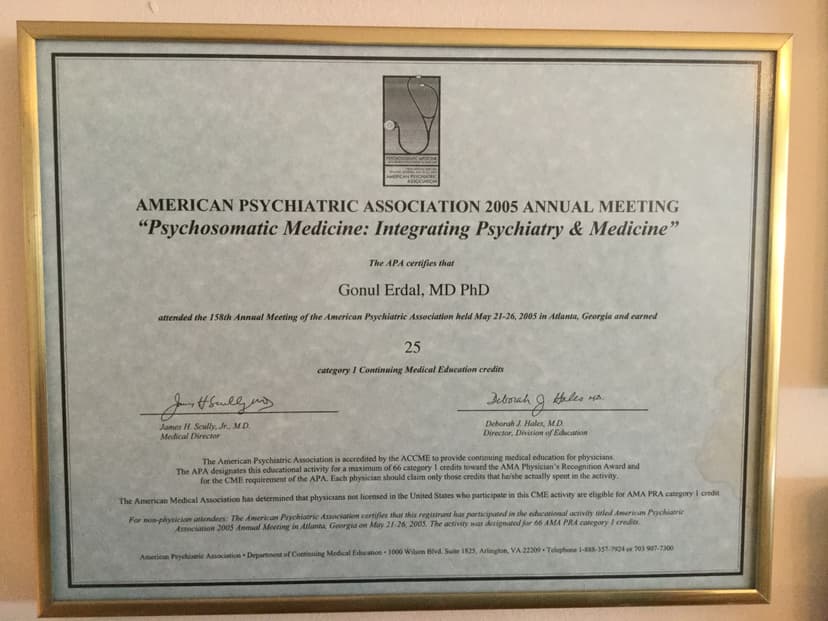 PSYCHOSOMATIC MEDICINE
AMERICAN PSYCHIATRIC
ASSOCIATION
AMERICAN PSYCHIATRIC ASSOCIATION 2005 ANNUAL MEETING
“Psychosomatic Medicine: Integrating Psychiatry & Medicine”
The APA certifies that
Gonul Erdal, MD PhD
attended the 158th Annual Meeting of the American Psychiatric Association held May 21-26, 2005 in Atlanta, Georgia and earned
25
category 1 Continuing Medical Education credits
James H Scully MD
Deborah J Hales MD.
James H. Scully, Jr., M.D.
Medical Director
Deborah J. Hales, M.D.
Director, Division of Education
The American Psychiatric Association is accredited by the ACCME to provide continuing medical education for physicians.
The APA designates this educational activity for a maximum of 66 category 1 credits toward the AMA Physician's Recognition Award and
for the CME requirement of the APA. Each physician should claim only those credits that he/she actually spent in the activity.
The American Medical Association has determined that physicians not licensed in the United States who participate in this CME activity are eligible for AMA PRA category 1 credit
For non-physician attendees: The American Psychiatric Association certifies that this registrant has participated in the educational activity titled American Psychiatric
Association 2005 Annual Meeting in Atlanta, Georgia on May 21-26, 2005. The activity was designated for 66 AMA PRA category 1 credits.
American Psychiatric Association • Department of Continuing Medical Education • 1000 Wilson Blvd. Suite 1825, Arlington, VA 22209 • Telephone 1-888-357-7924 or 703 907-7300